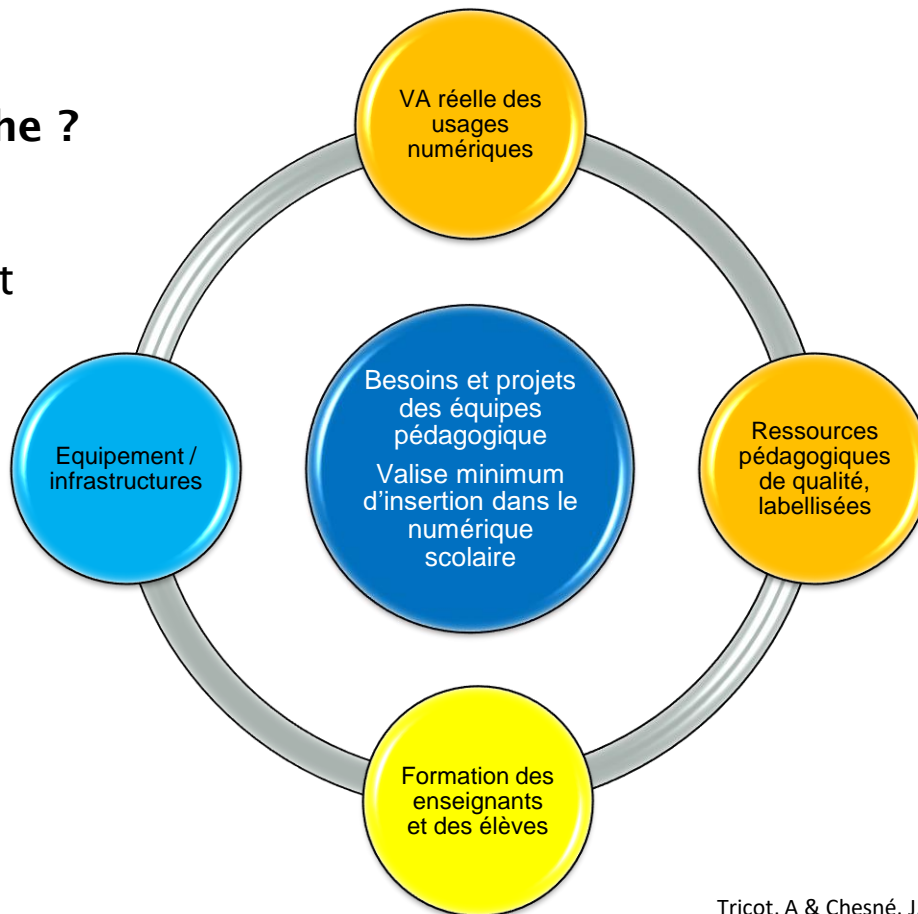 he ?
t
VA réelle des
usages
numériques
Equipement /
infrastructures
Besoins et projets
des équipes
pédagogique
Valise minimum
d'insertion dans le
numérique
scolaire
Ressources
pédagogiques
de qualité,
labellisées
Formation des
enseignants
et des élèves
Tricot, A & Chesné, J